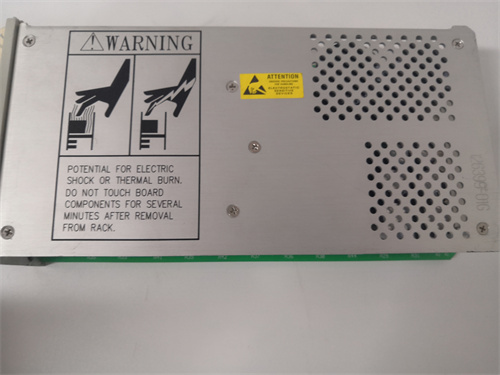 WARNING
POTENTIAL FOR ELECTRIC
SHOCK OR THERMAL BURN.
DO NOT TOUCH BOARD
COMPONENTS FOR SEVERAL
MINUTES AFTER REMOVAL
FROM RACK.
ATTENTION